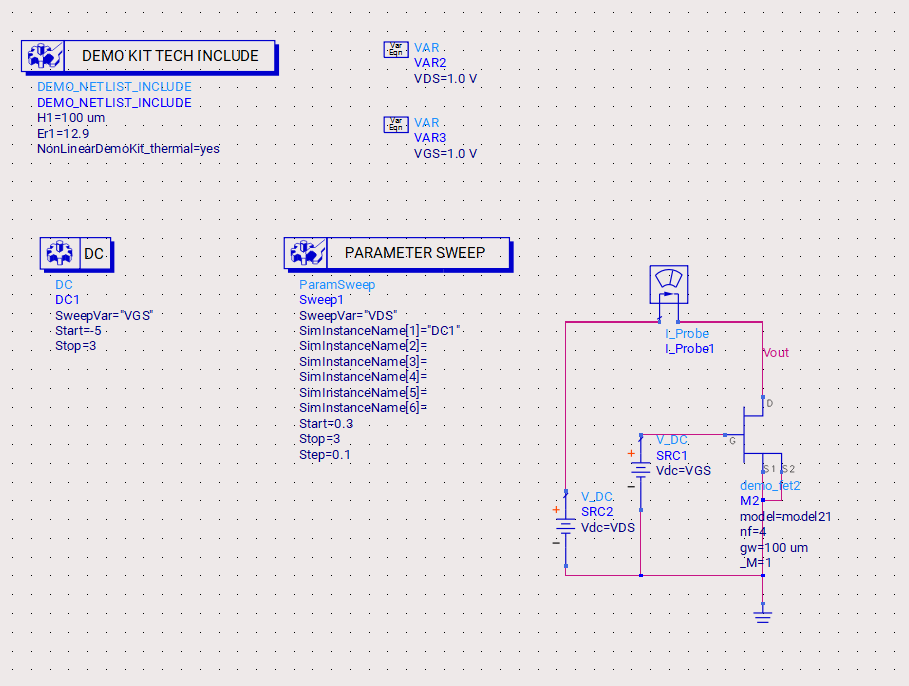 DEMO KIT TECH INCLUDE
DEMO_NETLIST_INCLUDE
DEMO_NETLIST_INCLUDE
H1=100 um
Er1=12.9
NonLinearDemoKit_thermal=yes
Var
Eqn
VAR
VAR2
VDS=1.0 V
Var
Eqn
VAR
VAR3
VGS=1.0 V
DC
DC
DC1
SweepVar="VGS"
Start=-5
Stop=3
PARAMETER SWEEP
ParamSweep
Sweep1
SweepVar="VDS"
SimInstanceName[1]="DC1"
SimInstanceName[2]=
SimInstanceName[3]=
SimInstanceName[4]=
SimInstanceName[5]=
SimInstanceName[6]=
Start=0.3
Stop=3
Step=0.1
I_Probe
I_Probe1
Vout
D
G
S1 S2
V_DC
SRC1
Vdc=VGS
+
−
V_DC
SRC2
Vdc=VDS
+
−
demo_fet2
M2
model=model21
nf=4
gw=100 um
_M=1